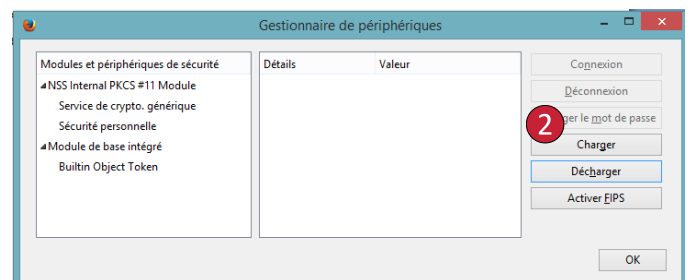 Gestionnaire de périphériques
Modules et périphériques de sécurité
Détails
Valeur
NSS Internal PKCS #11 Module
Service de crypto. générique
Sécurité personnelle
Module de base intégré
Builtin Object Token
Connexion
Déconnexion
2
ger le mot de passe
Charger
Décharger
Activer FIPS
OK